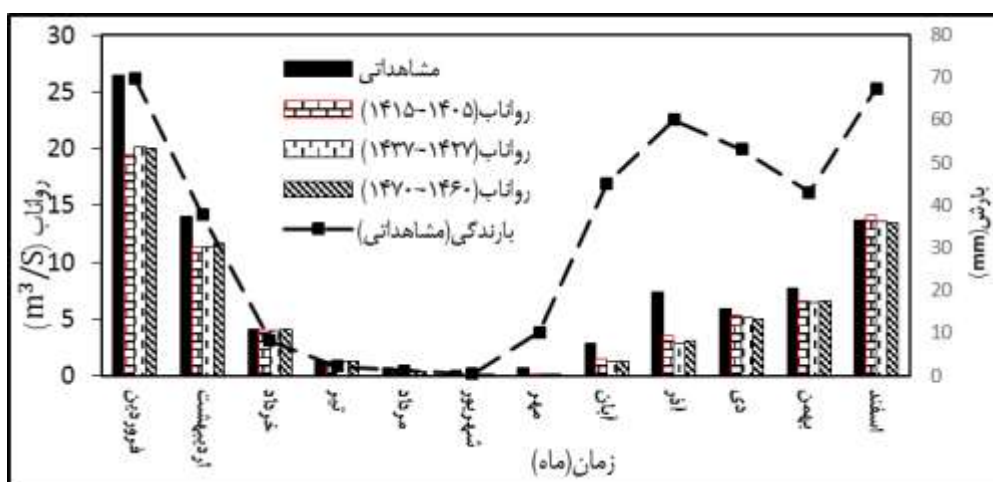 30
25
20
15
10
5
0
رواناب (m³/S)
80
70
60
50
40
30
20
10
0
بارش(mm)
مشاهداتی
رواناب(۱۴۰۵-۱۴۱۵)
رواناب(۱۴۲۷-۱۴۳۷)
رواناب(۱۴۶۰-۱۴۷۰)
بارندگی(مشاهداتی)
فروردین
اردیبهشت
خرداد
تیر
مرداد
شهریور
مهر
آبان
آذر
دی
بهمن
اسفند
زمان(ماه)